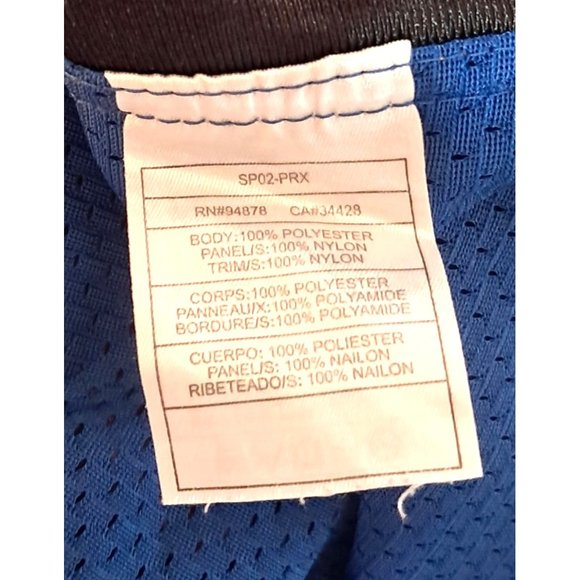 SP02-PRX
RN#94878 CA#34428
BODY:100% POLYESTER
PANEL/S:100% NYLON
TRIM/S:100% NYLON
CORPS:100% POLYESTER
PANNEAU/X:100% POLYAMIDE
BORDURE/S:100% POLYAMIDE
CUERPO: 100% POLIESTER
PANEL/S: 100% NAILON
RIBETEADO/S: 100% NAILON